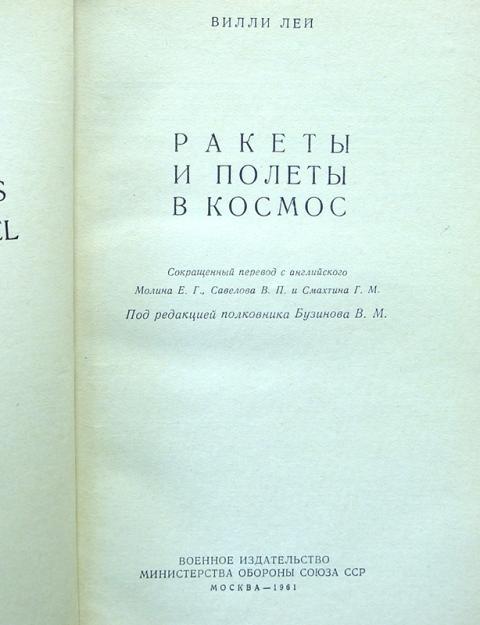 S
EL
ВИЛЛИ ЛЕЙ
РАКЕТЫ
И ПОЛЕТЫ
В КОСМОС
Сокращенный перевод с английского
Молина Е. Г., Савелова В. П. и Смахтина Г. М.
Под редакцией полковника Бузинова В. М.
ВОЕННОЕ ИЗДАТЕЛЬСТВО
МИНИСТЕРСТВА ОБОРОНЫ СОЮЗА ССР
МОСКВА—1961